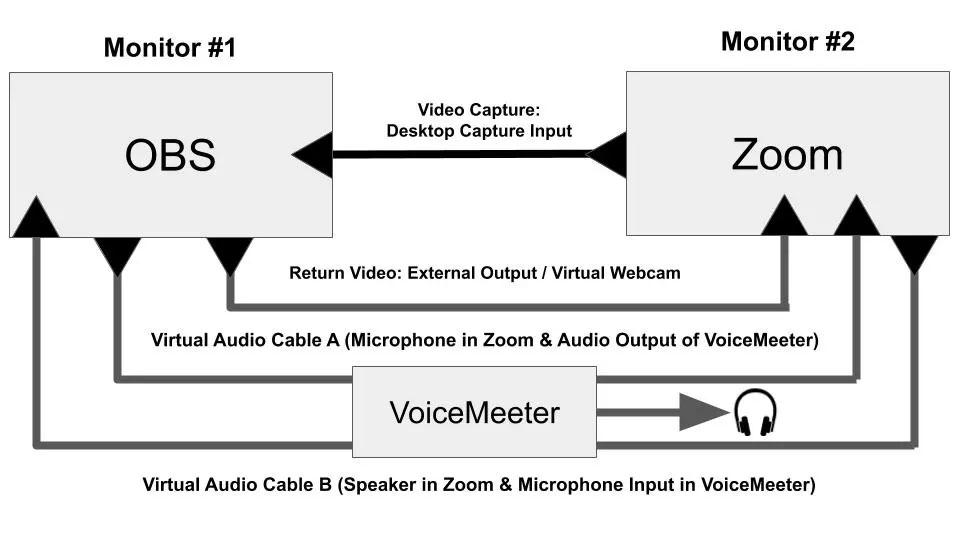 Monitor #1
Monitor #2
Video Capture:
Desktop Capture Input
OBS
Zoom
Return Video: External Output / Virtual Webcam
Virtual Audio Cable A (Microphone in Zoom & Audio Output of VoiceMeeter)
VoiceMeeter
Virtual Audio Cable B (Speaker in Zoom & Microphone Input in VoiceMeeter)